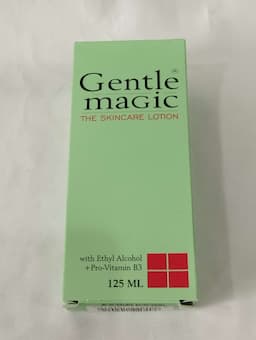 Gentle
magic
®
THE SKINCARE LOTION
with Ethyl Alcohol
+Pro-Vitamin B3
125 ML